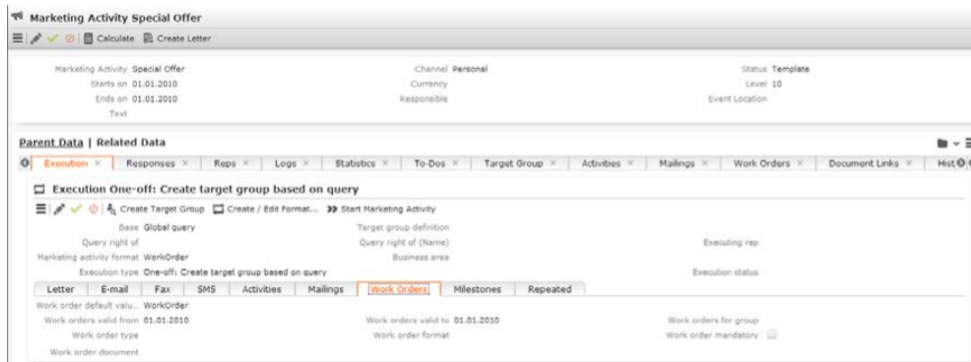 Marketing Activity Special Offer
Calculate Create Letter
Marketing Activity Special Offer Channel Personal Status Template
Starts on 01.01.2010 Currency Level 10
Ends on 01.01.2010 Responsible Event Location
Text
Parent Data | Related Data
Execution Responses Reps Logs Statistics To-Dos Target Group Activities Mailings Work Orders Document Links Hist
Execution One-off: Create target group based on query
Create Target Group Create / Edit Format... Start Marketing Activity
Base Global query Target group definition
Query right of Query right of (Name) Executing rep
Marketing activity format WorkOrder Business area
Execution type One-off: Create target group based on query Execution status
Letter E-mail Fax SMS Activities Mailings Work Orders Milestones Repeated
Work order default valu... WorkOrder
Work orders valid from 01.01.2010 Work orders valid to 01.01.2010 Work orders for group
Work order type Work order format Work order mandatory
Work order document